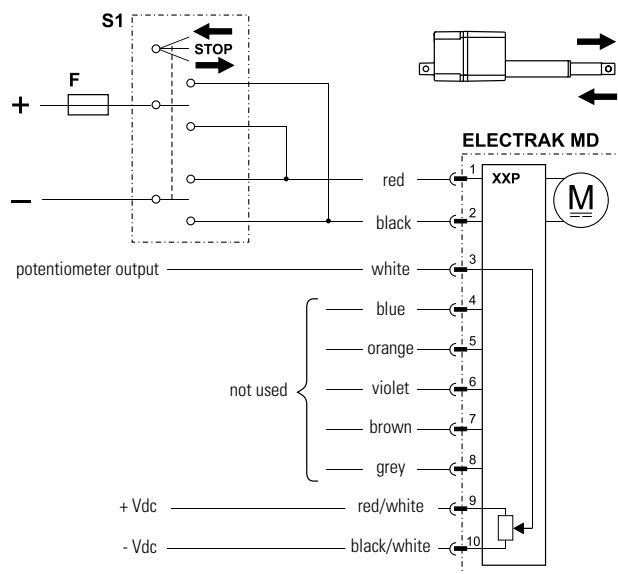 S1
STOP
F
+
–
ELECTRAK MD
XXP
M
red 1
black 2
potentiometer output white 3
blue 4
orange 5
not used
violet 6
brown 7
grey 8
+ Vdc red/white 9
- Vdc black/white 10